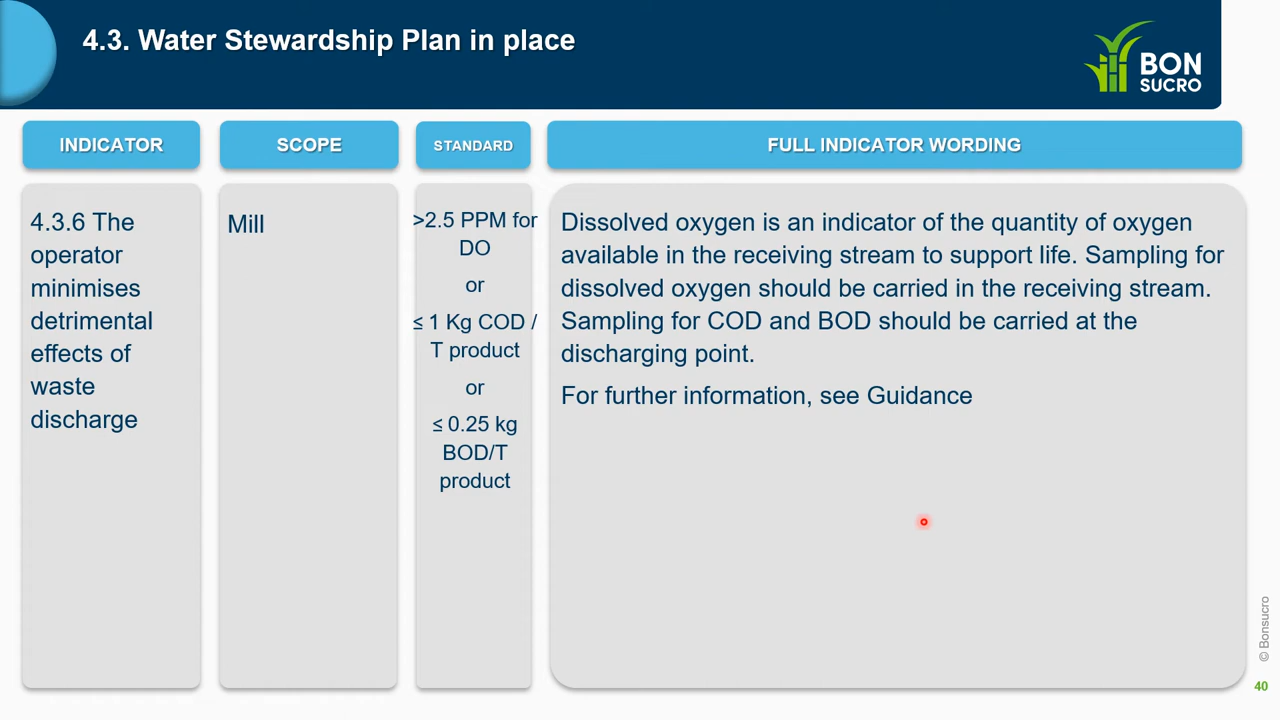 4.3. Water Stewardship Plan in place
BON
SUCRO
INDICATOR
SCOPE
STANDARD
FULL INDICATOR WORDING
4.3.6 The
operator
minimises
detrimental
effects of
waste
discharge
Mill
>2.5 PPM for
DO
or
≤ 1 Kg COD /
T product
or
≤ 0.25 kg
BOD/T
product
Dissolved oxygen is an indicator of the quantity of oxygen
available in the receiving stream to support life. Sampling for
dissolved oxygen should be carried in the receiving stream.
Sampling for COD and BOD should be carried at the
discharging point.
For further information, see Guidance
© Bonsucro
40